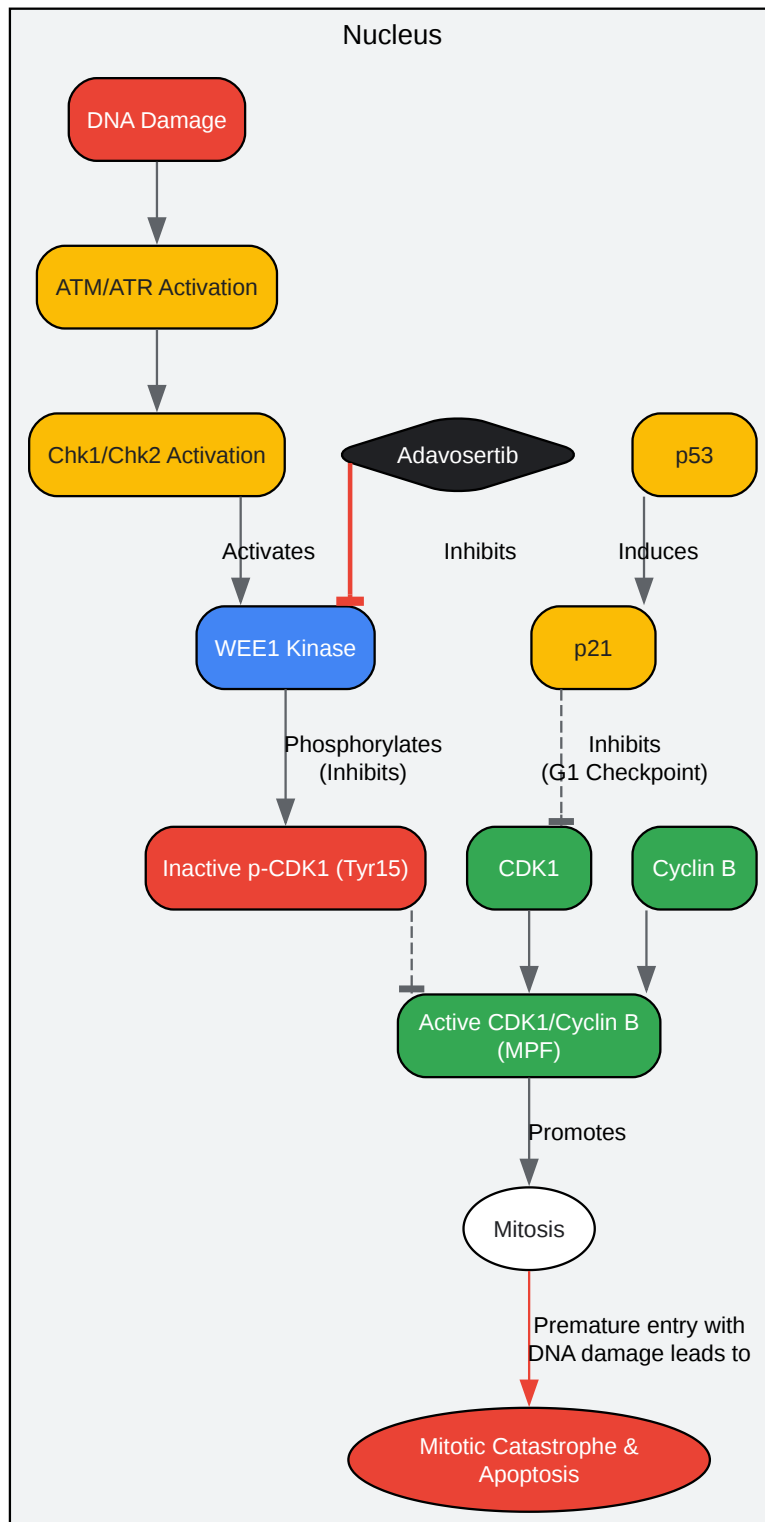 Nucleus
DNA Damage
ATM/ATR Activation
Chk1/Chk2 Activation
Adavosertib
p53
Activates
Inhibits
Induces
WEE1 Kinase
p21
Phosphorylates
(Inhibits)
Inhibits
(G1 Checkpoint)
Inactive p-CDK1 (Tyr15)
CDK1
Cyclin B
Active CDK1/Cyclin B
(MPF)
Promotes
Mitosis
Premature entry with
DNA damage leads to
Mitotic Catastrophe &
Apoptosis